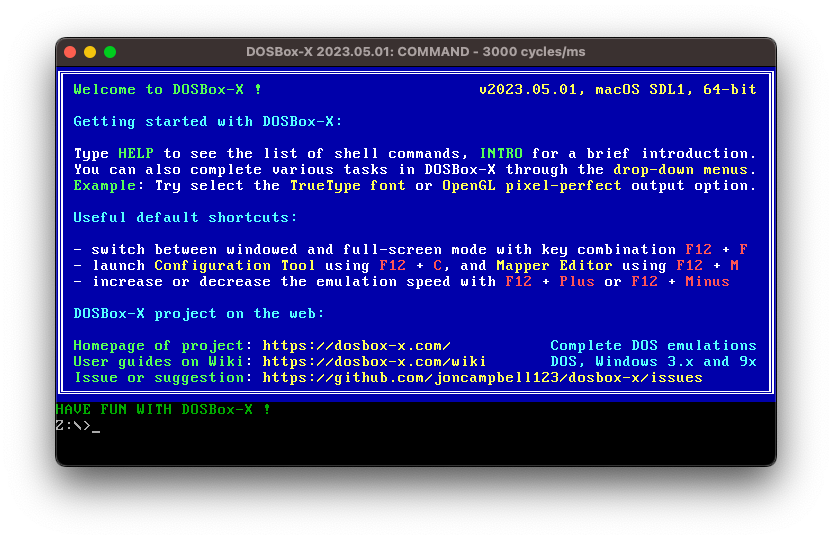 DOSBox-X 2023.05.01: COMMAND - 3000 cycles/ms
Welcome to DOSBox-X ! v2023.05.01, macOS SDL1, 64-bit
Getting started with DOSBox-X:
Type HELP to see the list of shell commands, INTRO for a brief introduction.
You can also complete various tasks in DOSBox-X through the drop-down menus.
Example: Try select the TrueType font or OpenGL pixel-perfect output option.
Useful default shortcuts:
- switch between windowed and full-screen mode with key combination F12 + F
- launch Configuration Tool using F12 + C, and Mapper Editor using F12 + M
- increase or decrease the emulation speed with F12 + Plus or F12 + Minus
DOSBox-X project on the web:
Homepage of project: https://dosbox-x.com/ Complete DOS emulations
User guides on Wiki: https://dosbox-x.com/wiki DOS, Windows 3.x and 9x
Issue or suggestion: https://github.com/joncampbell123/dosbox-x/issues
HAVE FUN WITH DOSBox-X !
Z:\>_